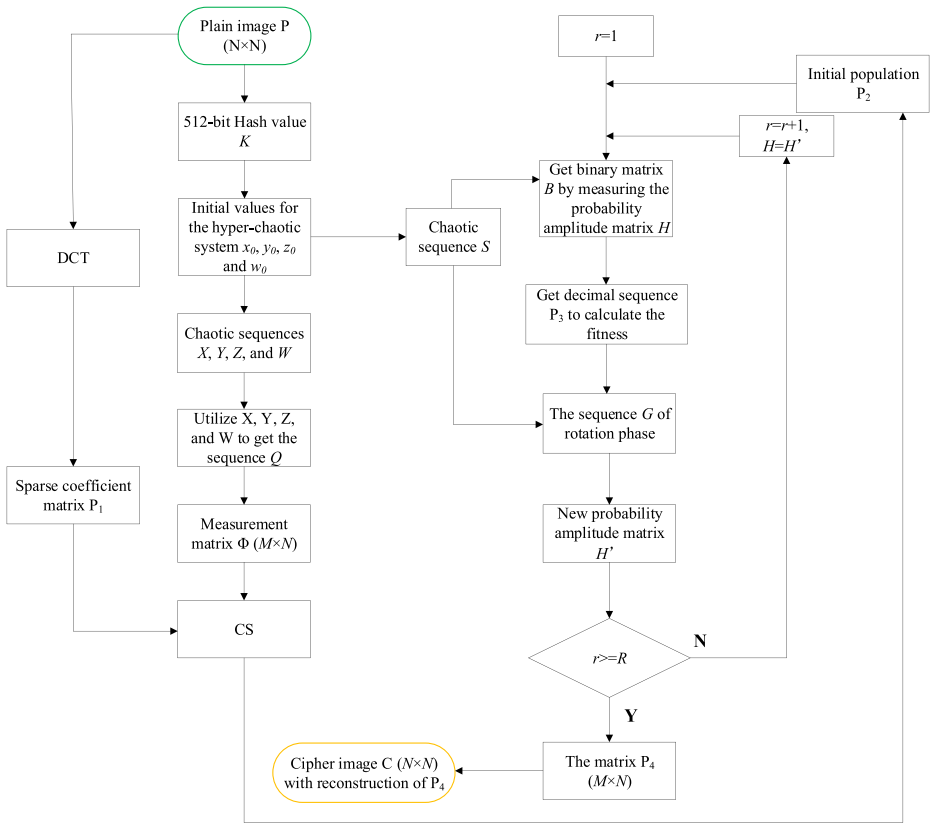 Plain image P
(N×N)
512-bit Hash value
K
Initial values for
the hyper-chaotic
system x₀, y₀, z₀
and w₀
DCT
Chaotic sequences
X, Y, Z, and W
Utilize X, Y, Z,
and W to get the
sequence Q
Sparse coefficient
matrix P₁
Measurement
matrix Φ (M×N)
CS
Chaotic
sequence S
r=1
Initial population
P₂
r=r+1,
H=H’
Get binary matrix
B by measuring the
probability
amplitude matrix H
Get decimal sequence
P₃ to calculate the
fitness
The sequence G of
rotation phase
New probability
amplitude matrix
H’
r>=R
N
Y
The matrix P₄
(M×N)
Cipher image C (N×N)
with reconstruction of P₄